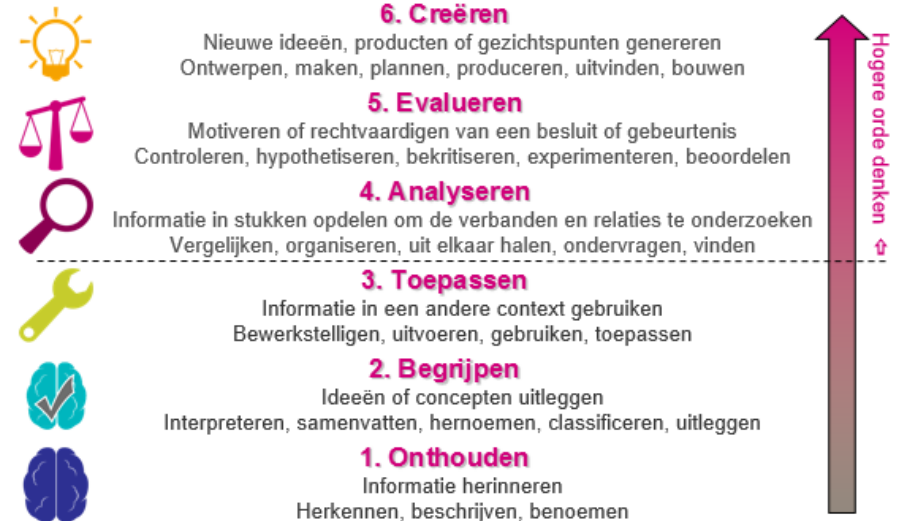 6. Creëren
Nieuwe ideeën, producten of gezichtspunten genereren
Ontwerpen, maken, plannen, produceren, uitvinden, bouwen
5. Evalueren
Motiveren of rechtvaardigen van een besluit of gebeurtenis
Controleren, hypothetiseren, bekritiseren, experimenteren, beoordelen
4. Analyseren
Informatie in stukken opdelen om de verbanden en relaties te onderzoeken
Vergelijken, organiseren, uit elkaar halen, ondervragen, vinden
3. Toepassen
Informatie in een andere context gebruiken
Bewerkstelligen, uitvoeren, gebruiken, toepassen
2. Begrijpen
Ideeën of concepten uitleggen
Interpreteren, samenvatten, hernoemen, classificeren, uitleggen
1. Onthouden
Informatie herinneren
Herkennen, beschrijven, benoemen
Hogere orde denken